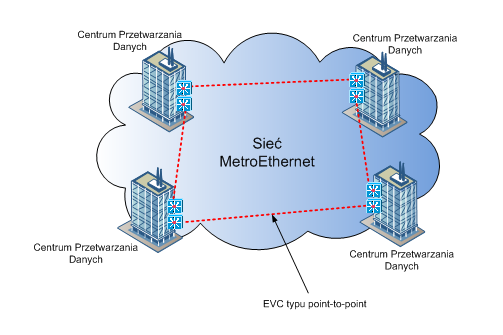 Centrum Przetwarzania
Danych
Centrum Przetwarzania
Danych
Sieć
MetroEthernet
Centrum Przetwarzania
Danych
Centrum Przetwarzania
Danych
EVC typu point-to-point